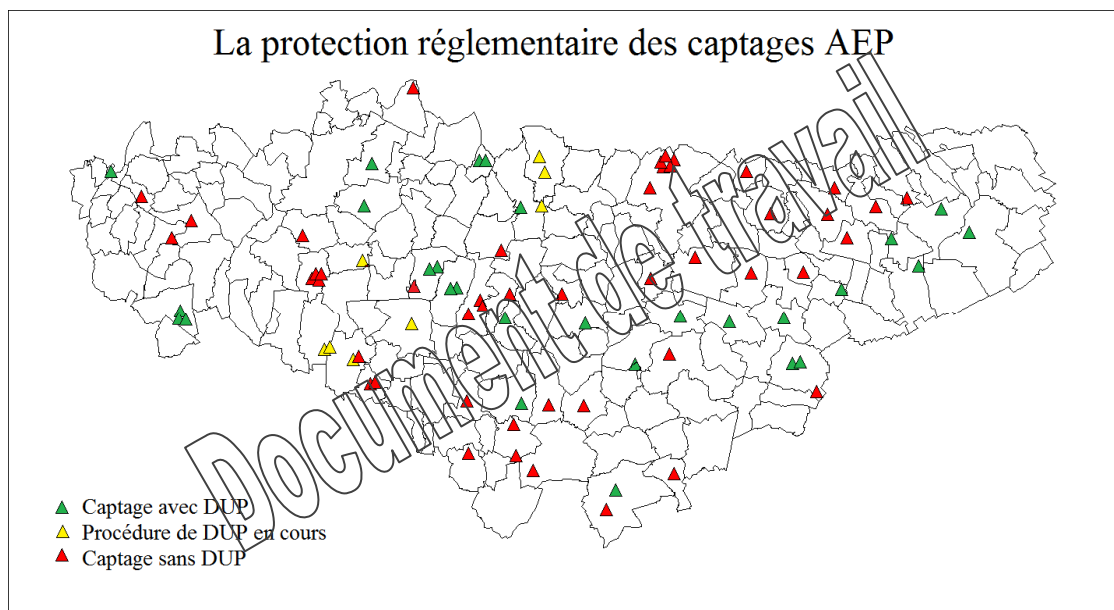 La protection réglementaire des captages AEP
Document de travail
Captage avec DUP
Procédure de DUP en cours
Captage sans DUP